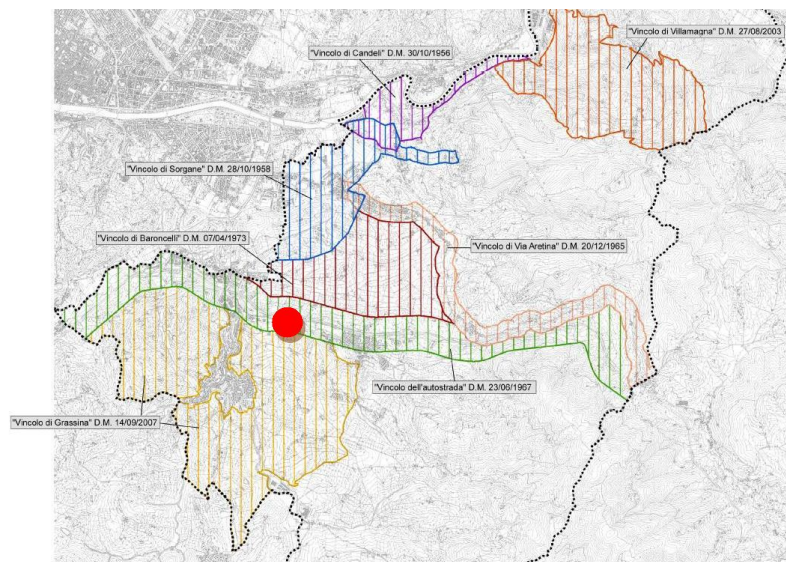 "Vincolo di Villamagna" D.M. 27/08/2003
"Vincolo di Candeli" D.M. 30/10/1956
"Vincolo di Sorgane" D.M. 28/10/1958
"Vincolo di Baroncelli" D.M. 07/04/1973
"Vincolo di Via Aretina" D.M. 20/12/1965
"Vincolo dell'autostrada" D.M. 23/06/1967
"Vincolo di Grassina" D.M. 14/09/2007